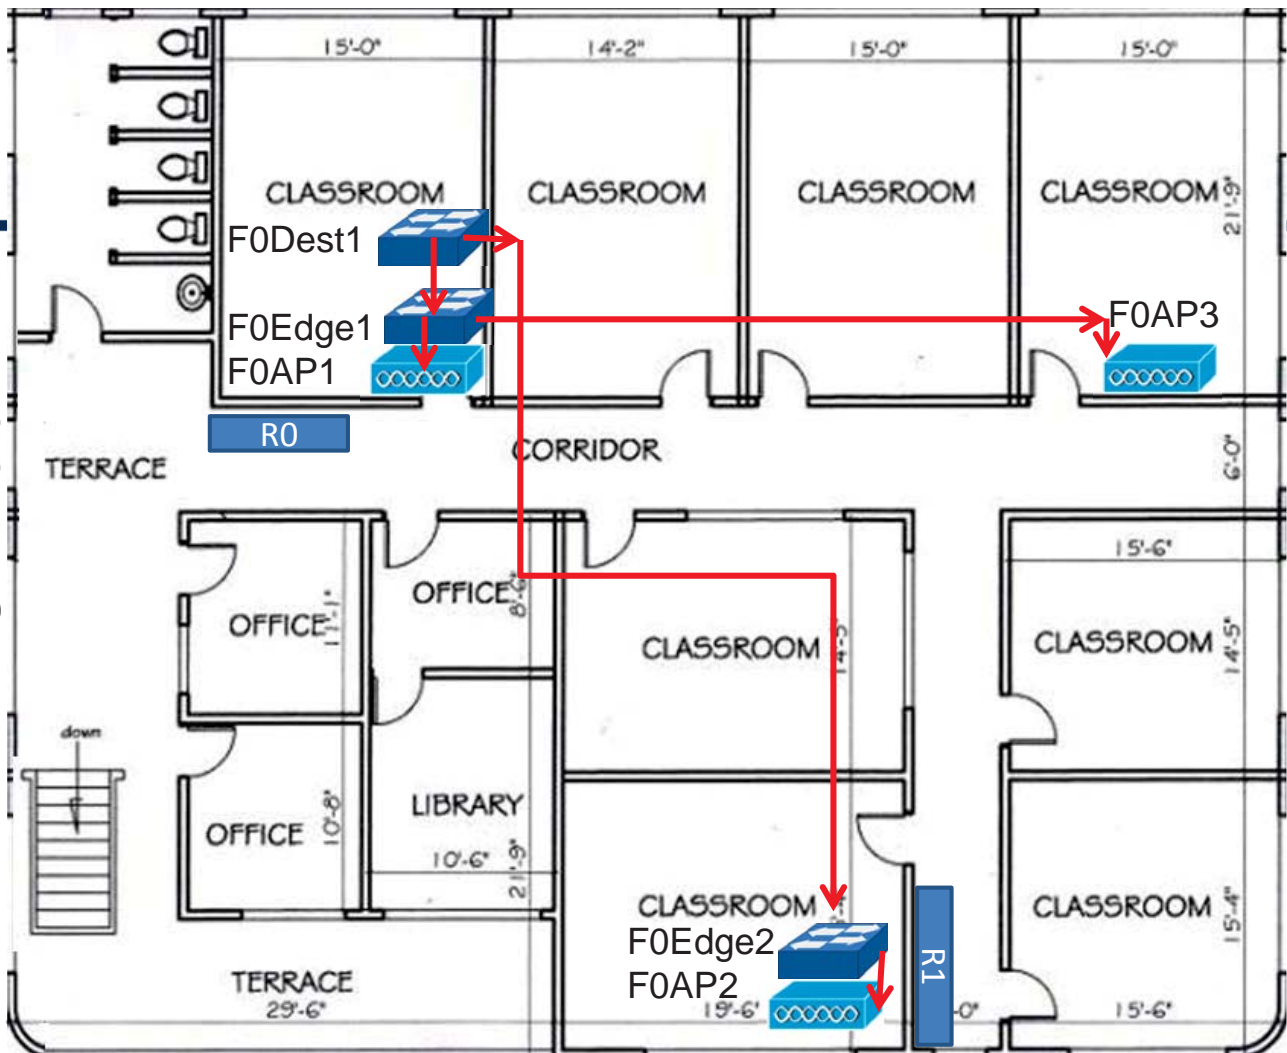 15'-0"
14'-2"
15'-0"
15'-0"
CLASSROOM
CLASSROOM
CLASSROOM
CLASSROOM
21'-9"
F0Dest1
F0Edge1
F0AP3
F0AP1
R0
CORRIDOR
TERRACE
6'-0"
15'-6"
OFFICE
8'-6"
OFFICE
11'-1"
CLASSROOM
14'-5"
CLASSROOM
14'-5"
down
LIBRARY
OFFICE
10'-8"
10'-6"
21'-9"
CLASSROOM
CLASSROOM
15'-4"
F0Edge2
R1
TERRACE
F0AP2
29'-6"
19'-6"
-0"
15'-6"